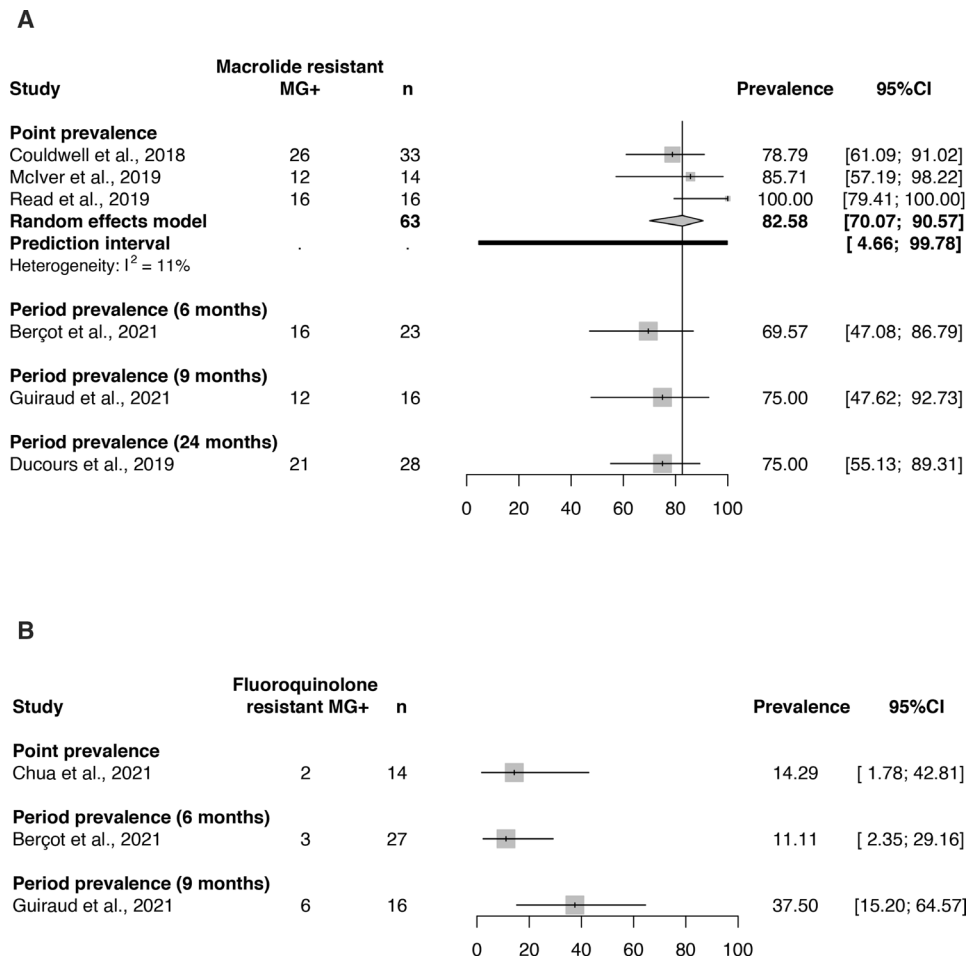 A
Macrolide resistant
Study MG+ n Prevalence 95%CI
Point prevalence
Couldwell et al., 2018 26 33 78.79 [61.09; 91.02]
McIver et al., 2019 12 14 85.71 [57.19; 98.22]
Read et al., 2019 16 16 100.00 [79.41; 100.00]
Random effects model 63 82.58 [70.07; 90.57]
Prediction interval . . [ 4.66; 99.78]
Heterogeneity: I² = 11%
Period prevalence (6 months)
Berçot et al., 2021 16 23 69.57 [47.08; 86.79]
Period prevalence (9 months)
Guiraud et al., 2021 12 16 75.00 [47.62; 92.73]
Period prevalence (24 months)
Ducours et al., 2019 21 28 75.00 [55.13; 89.31]
0 20 40 60 80 100
B
Fluoroquinolone
Study resistant MG+ n Prevalence 95%CI
Point prevalence
Chua et al., 2021 2 14 14.29 [ 1.78; 42.81]
Period prevalence (6 months)
Berçot et al., 2021 3 27 11.11 [ 2.35; 29.16]
Period prevalence (9 months)
Guiraud et al., 2021 6 16 37.50 [15.20; 64.57]
0 20 40 60 80 100